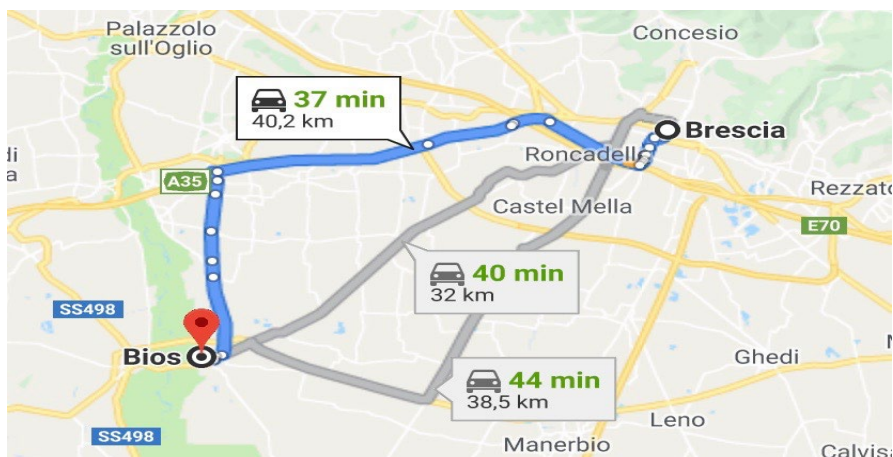 Palazzolo
sull'Oglio
Concesio
37 min
40,2 km
Brescia
Roncadelle
A35
Rezzato
Castel Mella
E70
40 min
32 km
SS498
Bios
Ghedi
44 min
38,5 km
Leno
SS498
Manerbio
Calvisa